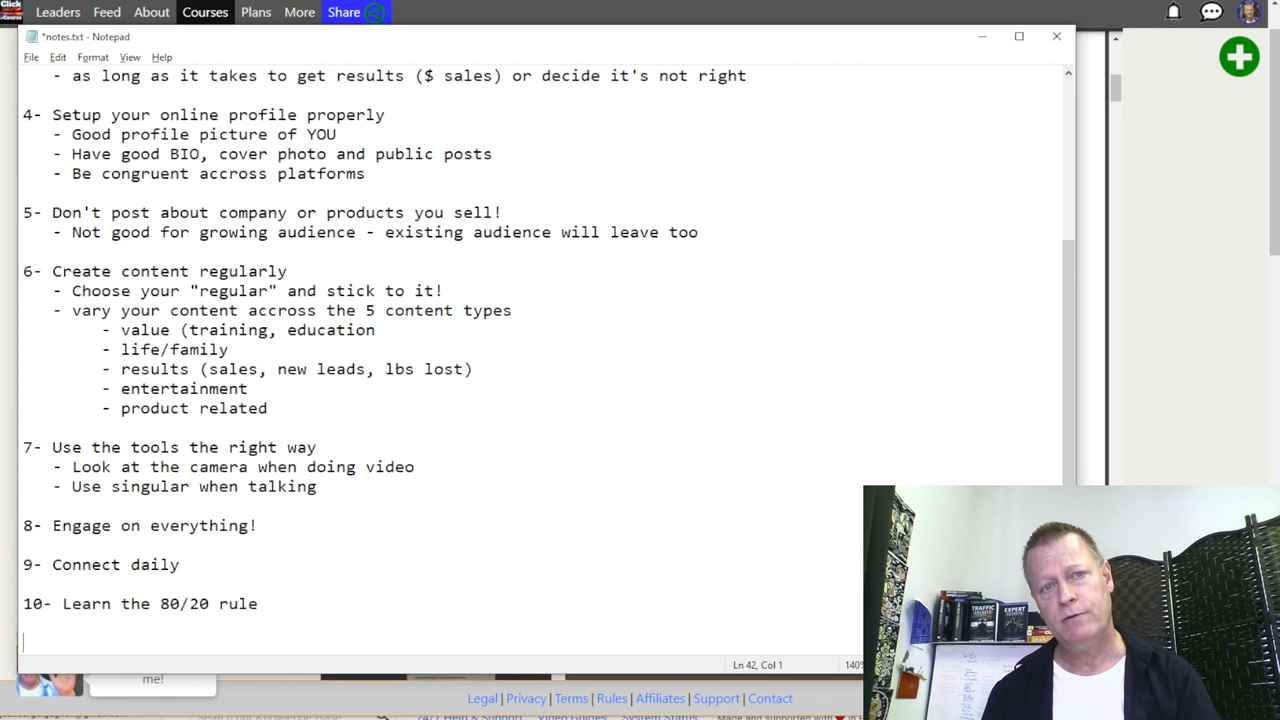 Click
eCourse
Leaders Feed About Courses Plans More Share
*notes.txt - Notepad
File Edit Format View Help
- as long as it takes to get results ($ sales) or decide it's not right
4- Setup your online profile properly
- Good profile picture of YOU
- Have good BIO, cover photo and public posts
- Be congruent accross platforms
5- Don't post about company or products you sell!
- Not good for growing audience - existing audience will leave too
6- Create content regularly
- Choose your "regular" and stick to it!
- vary your content accross the 5 content types
- value (training, education
- life/family
- results (sales, new leads, lbs lost)
- entertainment
- product related
7- Use the tools the right way
- Look at the camera when doing video
- Use singular when talking
8- Engage on everything!
9- Connect daily
10- Learn the 80/20 rule
TRAFFIC
SECRETS
EXPERT
SECRETS
Ln 42, Col 1
140%
me!
Legal | Privacy | Terms | Rules | Affiliates | Support | Contact